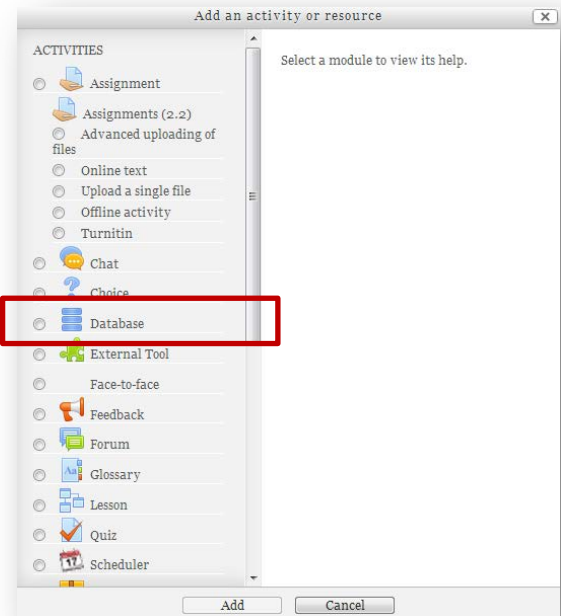 Add an activity or resource
ACTIVITIES
Select a module to view its help.
Assignment
Assignments (2.2)
Advanced uploading of
files
Online text
Upload a single file
Offline activity
Turnitin
Chat
Choice
Database
External Tool
Face-to-face
Feedback
Forum
Glossary
Lesson
Quiz
Scheduler
Add
Cancel